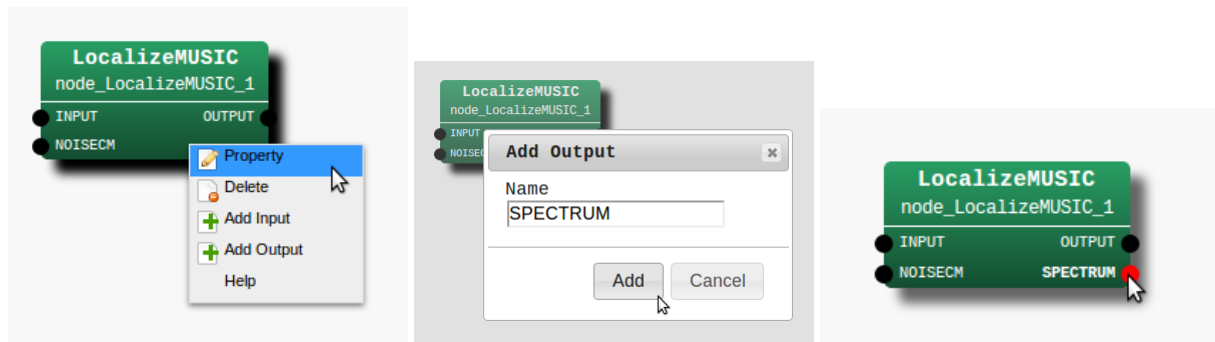 LocalizeMUSIC
node_LocalizeMUSIC_1
INPUT OUTPUT
NOISECM
Property
Delete
Add Input
Add Output
Help
LocalizeMUSIC
node_LocalizeMUSIC_1
INPUT
NOISEC
Add Output
Name
SPECTRUM
Add Cancel
LocalizeMUSIC
node_LocalizeMUSIC_1
INPUT OUTPUT
NOISECM SPECTRUM